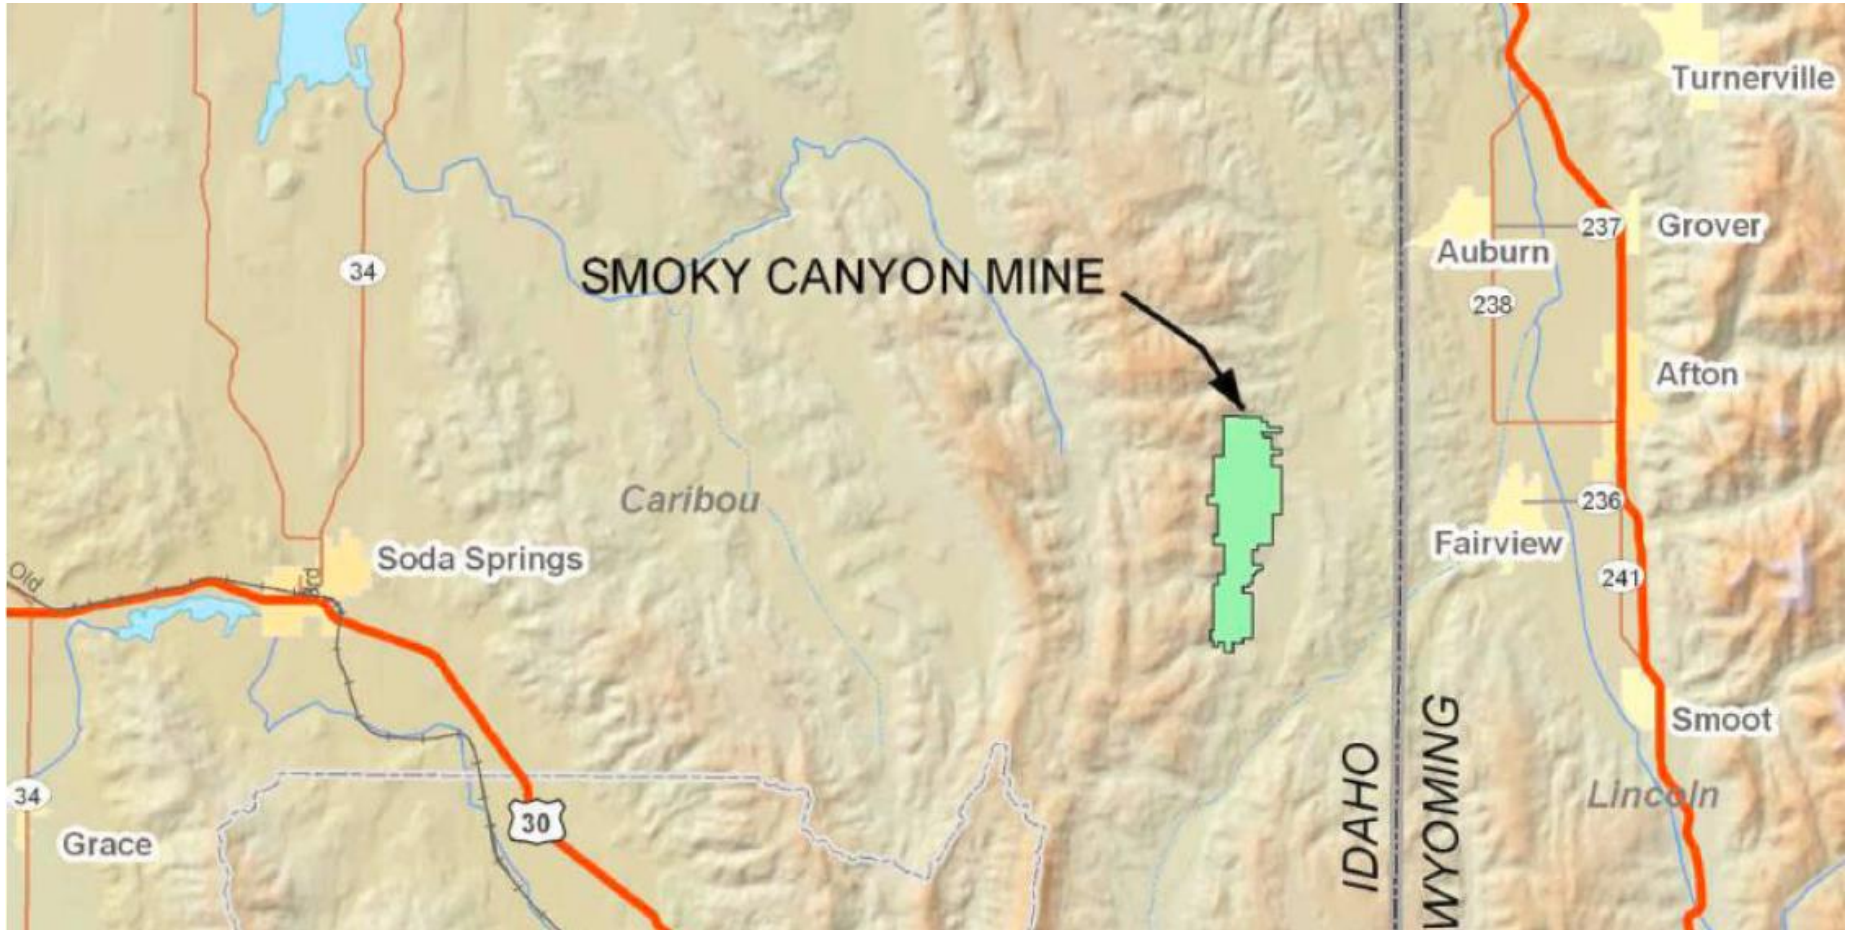 Turnerville
237
Grover
Auburn
34
SMOKY CANYON MINE
238
Afton
Caribou
236
Soda Springs
Fairview
Old
241
Rd
IDAHO
WYOMING
Smoot
34
Lincoln
30
Grace